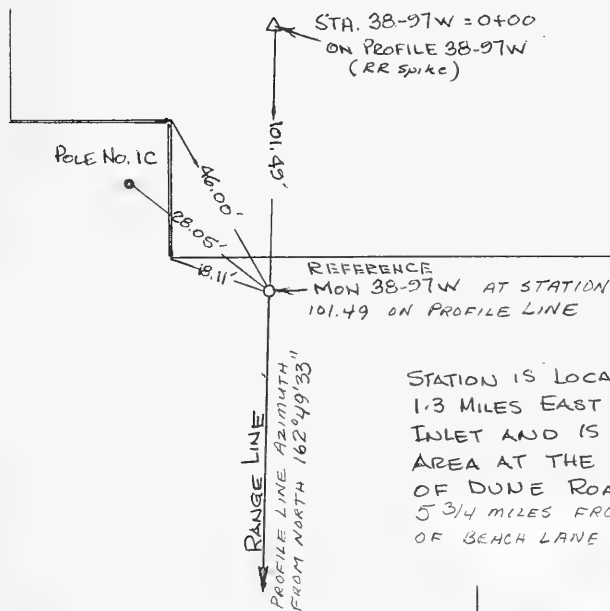 STA. 38-97W = 0+00
ON PROFILE 38-97W
(RR Spike)
101.49'
POLE No. 1C
46.00'
28.05'
18.11'
REFERENCE
MON 38-97W AT STATION
101.49 ON PROFILE LINE
RANGE LINE
PROFILE LINE AZIMUTH
FROM NORTH 162°49'33"
STATION IS LOCA
1.3 MILES EAST
INLET AND IS
AREA AT THE
OF DUNE ROA
5 3/4 MILES FRO
OF BEACH LANE